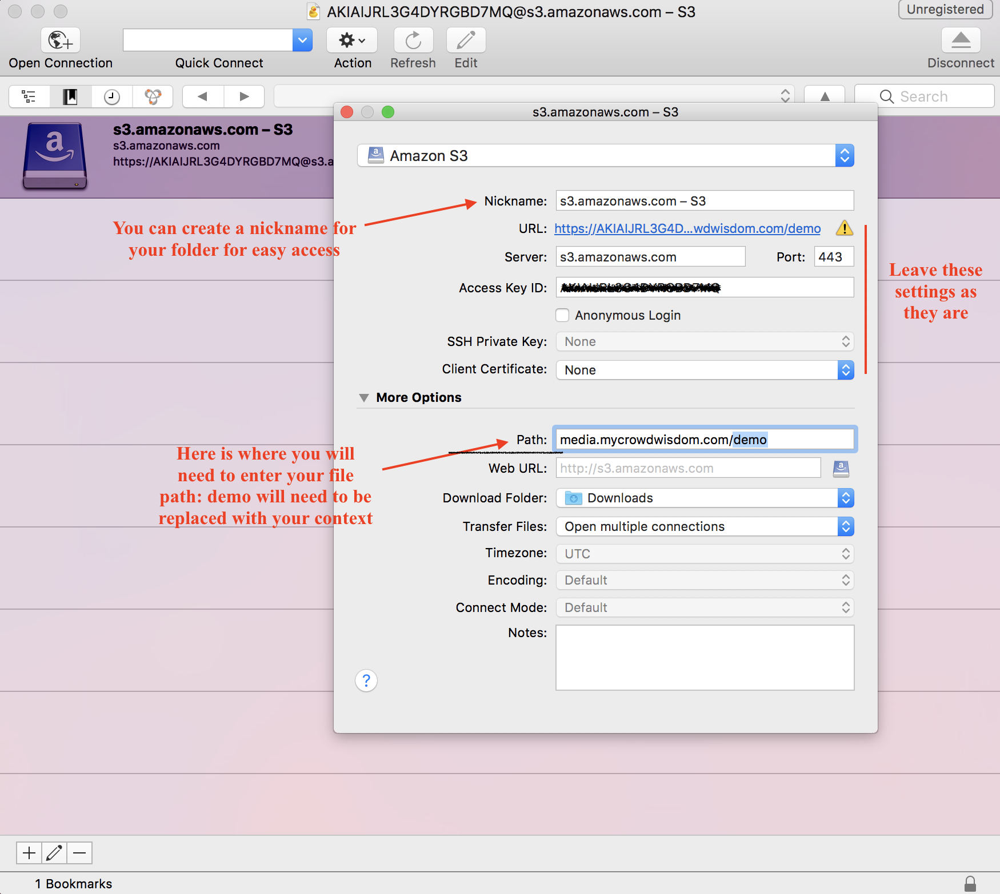 AKIAIJRL3G4DYRGBD7MQ@s3.amazonaws.com – S3
Unregistered
Open Connection
Quick Connect
Action
Refresh
Edit
Disconnect
Search
s3.amazonaws.com – S3
s3.amazonaws.com
https://AKIAIJRL3G4DYRGBD7MQ@s3.a
s3.amazonaws.com – S3
Amazon S3
Nickname: s3.amazonaws.com – S3
URL: https://AKIAIJRL3G4D...wdwisdom.com/demo
Server: s3.amazonaws.com Port: 443
Access Key ID:
Anonymous Login
SSH Private Key: None
Client Certificate: None
More Options
Path: media.mycrowdwisdom.com/demo
Web URL: http://s3.amazonaws.com
Download Folder: Downloads
Transfer Files: Open multiple connections
Timezone: UTC
Encoding: Default
Connect Mode: Default
Notes:
?
You can create a nickname for
your folder for easy access
Leave these
settings as
they are
Here is where you will
need to enter your file
path: demo will need to be
replaced with your context
1 Bookmarks